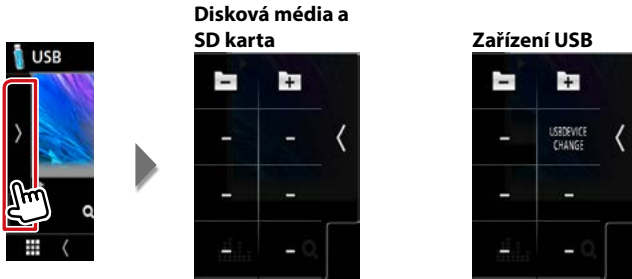 Disková média a
SD karta
Zařízení USB
USB
USBDEVICE
CHANGE